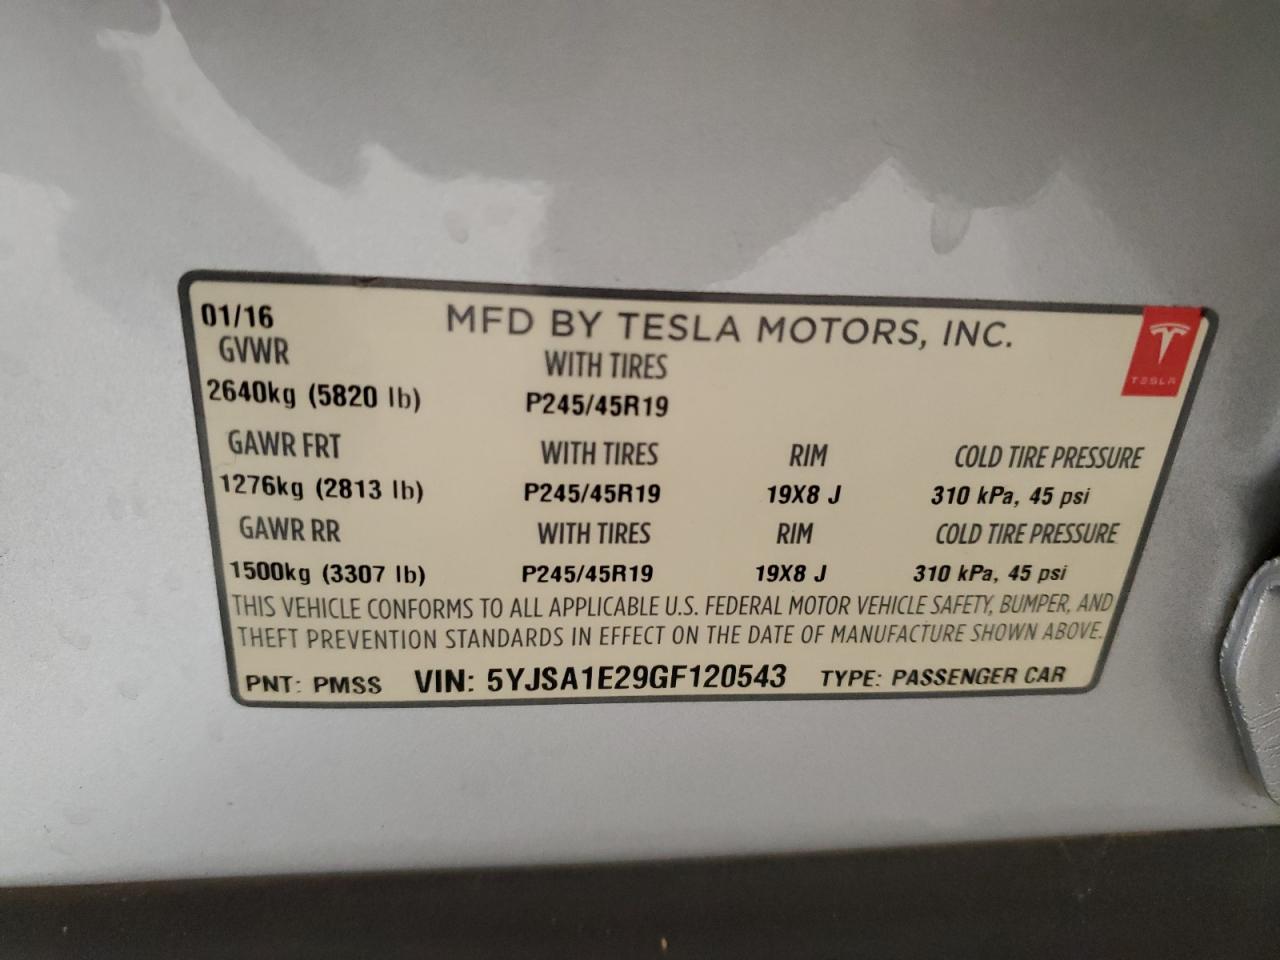 01/16 MFD BY TESLA MOTORS, INC.
TESLA
GVWR WITH TIRES
2640kg (5820 lb) P245/45R19
GAWR FRT WITH TIRES RIM COLD TIRE PRESSURE
1276kg (2813 lb) P245/45R19 19X8 J 310 kPa, 45 psi
GAWR RR WITH TIRES RIM COLD TIRE PRESSURE
1500kg (3307 lb) P245/45R19 19X8 J 310 kPa, 45 psi
THIS VEHICLE CONFORMS TO ALL APPLICABLE U.S. FEDERAL MOTOR VEHICLE SAFETY, BUMPER, AND
THEFT PREVENTION STANDARDS IN EFFECT ON THE DATE OF MANUFACTURE SHOWN ABOVE.
PNT: PMSS VIN: 5YJSA1E29GF120543 TYPE: PASSENGER CAR